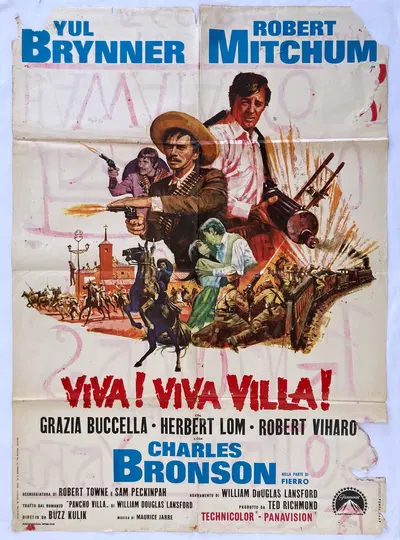 YUL BRYNNER
ROBERT MITCHUM
VIVA! VIVA VILLA!
CON
GRAZIA BUCCELLA • HERBERT LOM • ROBERT VIHARO
CHARLES BRONSON
NELLA PARTE DI FIERRO
SCENEGGIATURA DI ROBERT TOWNE E SAM PECKINPAH
ADATTAMENTO DI WILLIAM DOUGLAS LANSFORD
TRATTO DAL ROMANZO "PANCHO VILLA" DI WILLIAM DOUGLAS LANSFORD
PRODOTTO DA TED RICHMOND
DIRETTO DA BUZZ KULIK
MUSICA DI MAURICE JARRE
TECHNICOLOR - PANAVISION
Paramount